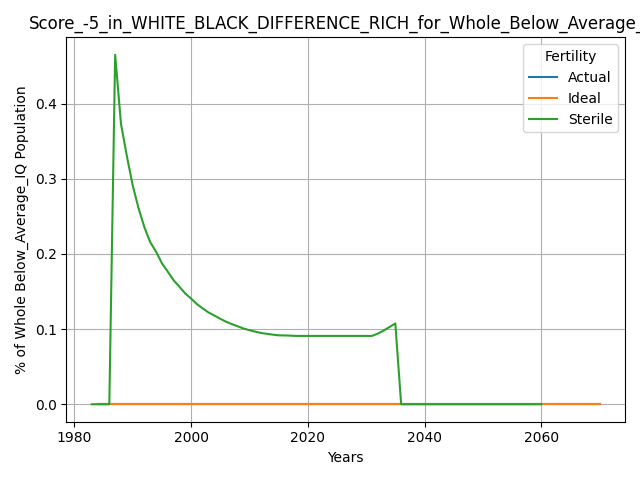 Score_-5_in_WHITE_BLACK_DIFFERENCE_RICH_for_Whole_Below_Average_
Fertility
Actual
Ideal
Sterile
% of Whole Below_Average_IQ Population
0.4
0.3
0.2
0.1
0.0
1980 2000 2020 2040 2060
Years